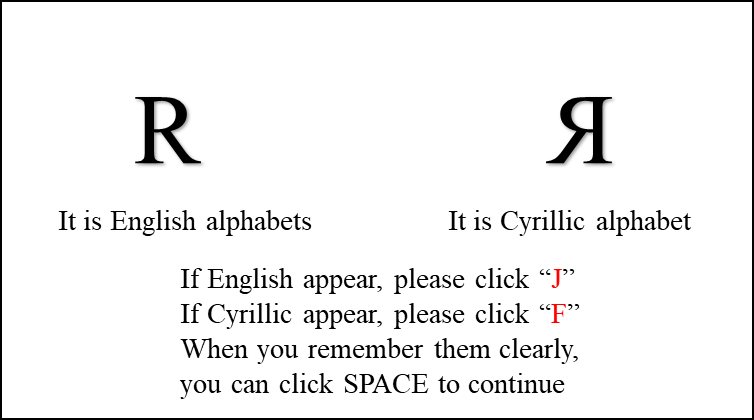 R Я
It is English alphabets It is Cyrillic alphabet
If English appear, please click “J”
If Cyrillic appear, please click “F”
When you remember them clearly,
you can click SPACE to continue